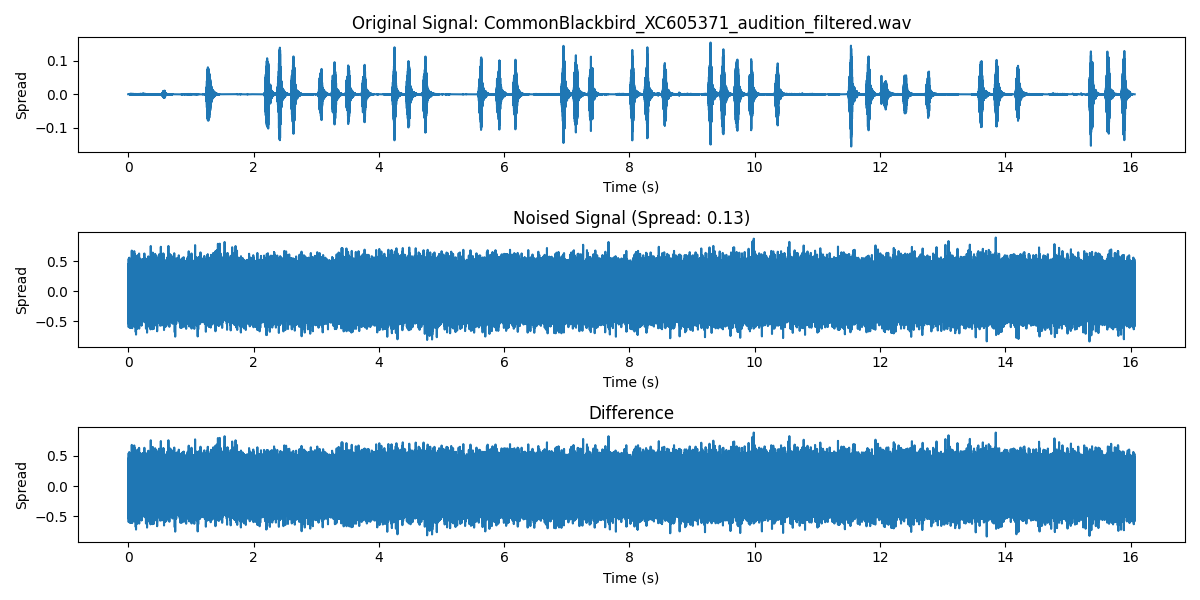 Original Signal: CommonBlackbird_XC605371_audition_filtered.wav
Spread
0.1
0.0
−0.1
0 2 4 6 8 10 12 14 16
Time (s)
Noised Signal (Spread: 0.13)
Spread
0.5
0.0
−0.5
0 2 4 6 8 10 12 14 16
Time (s)
Difference
Spread
0.5
0.0
−0.5
0 2 4 6 8 10 12 14 16
Time (s)